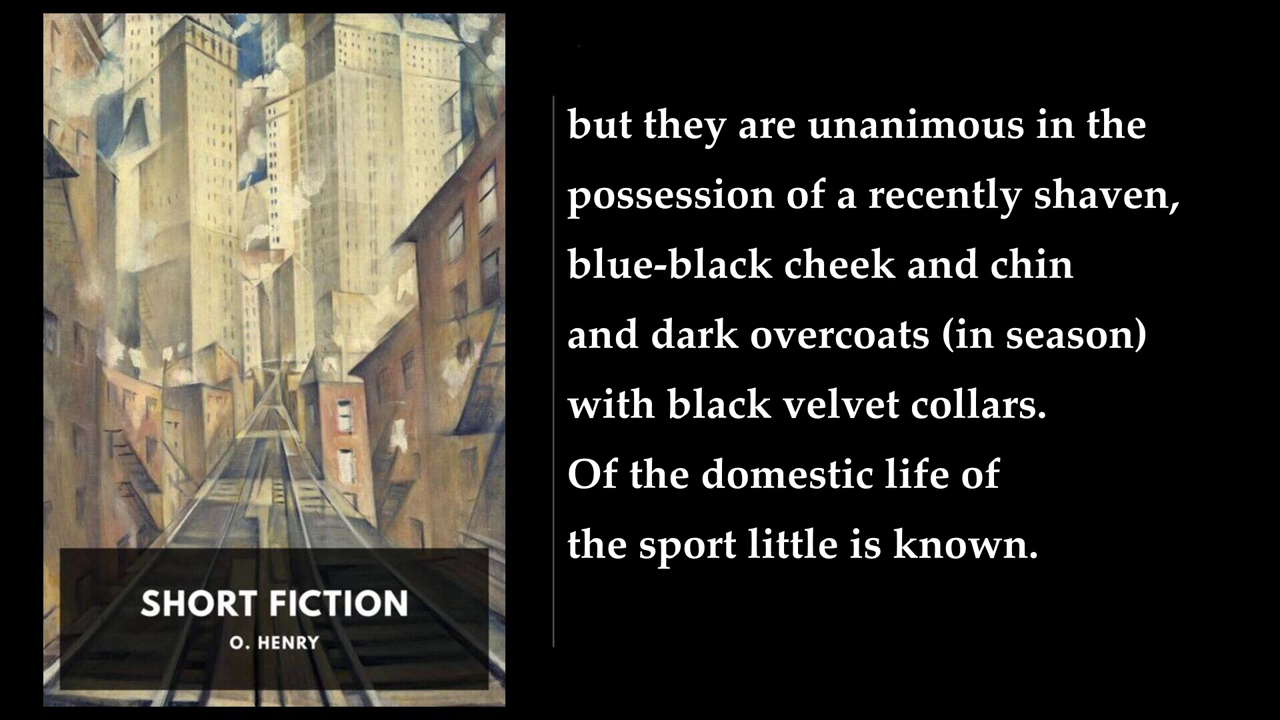 but they are unanimous in the
possession of a recently shaven,
blue-black cheek and chin
and dark overcoats (in season)
with black velvet collars.
Of the domestic life of
the sport little is known.
SHORT FICTION
O. HENRY